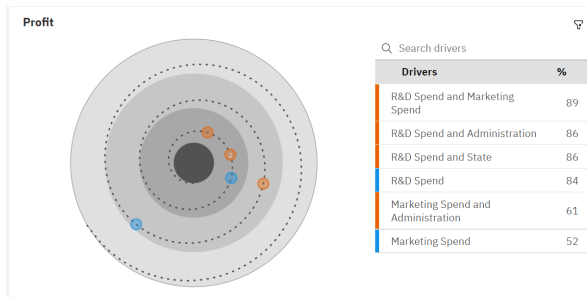 Profit
Search drivers
Drivers %
R&D Spend and Marketing
Spend 89
R&D Spend and Administration 86
R&D Spend and State 86
R&D Spend 84
Marketing Spend and
Administration 61
Marketing Spend 52